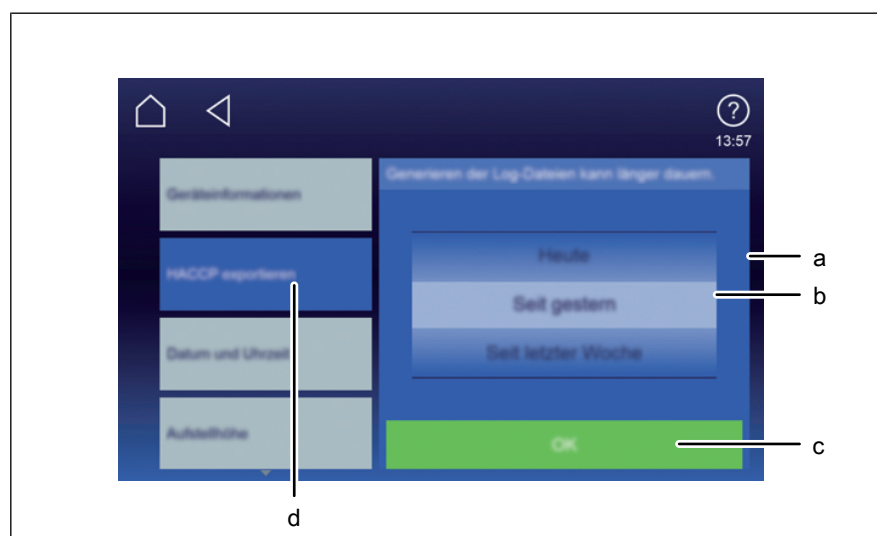 13:57
Geräteinformationen
Generieren der Log-Dateien kann länger dauern.
HACCP exportieren
Datum und Uhrzeit
Aufstellhöhe
Heute
Seit gestern
Seit letzter Woche
OK
a
b
c
d